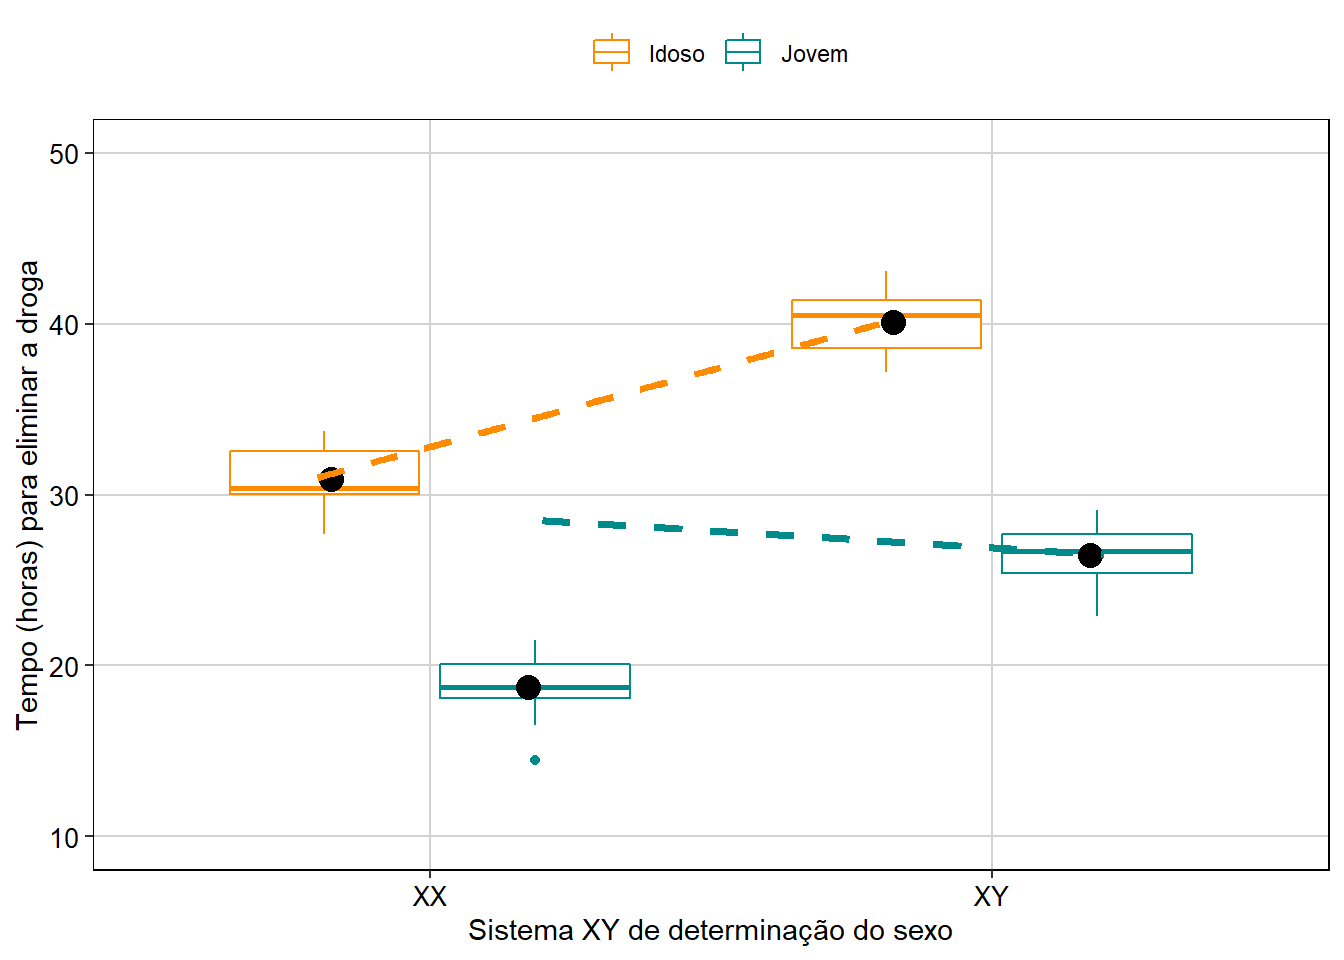 Idoso Jovem
50
40
30
20
10
Tempo (horas) para eliminar a droga
XX XY
Sistema XY de determinação do sexo